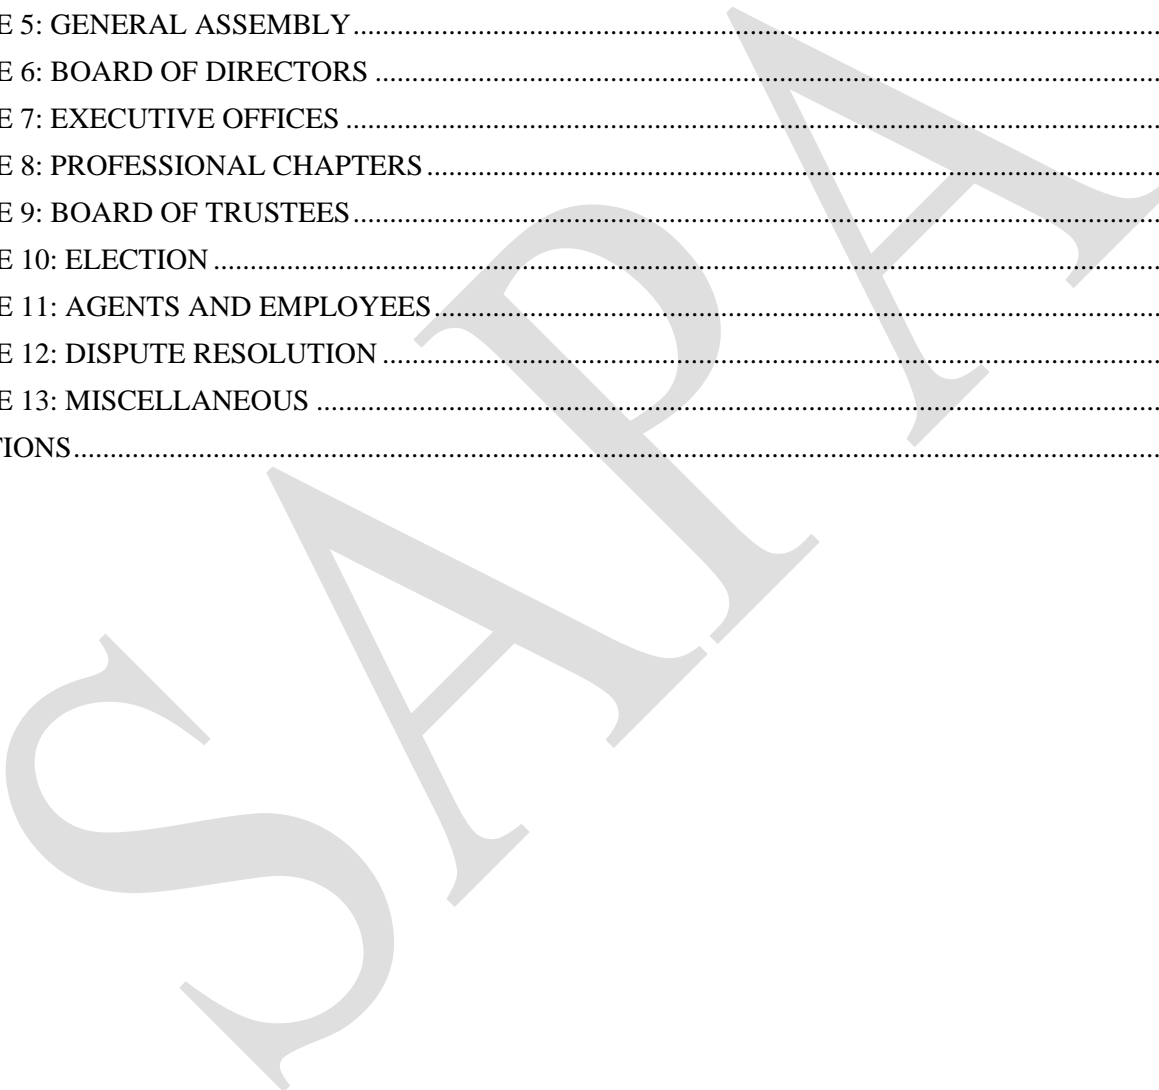 E 5: GENERAL ASSEMBLY
E 6: BOARD OF DIRECTORS
E 7: EXECUTIVE OFFICES
E 8: PROFESSIONAL CHAPTERS
E 9: BOARD OF TRUSTEES
E 10: ELECTION
E 11: AGENTS AND EMPLOYEES
E 12: DISPUTE RESOLUTION
E 13: MISCELLANEOUS
TIONS
SAPA